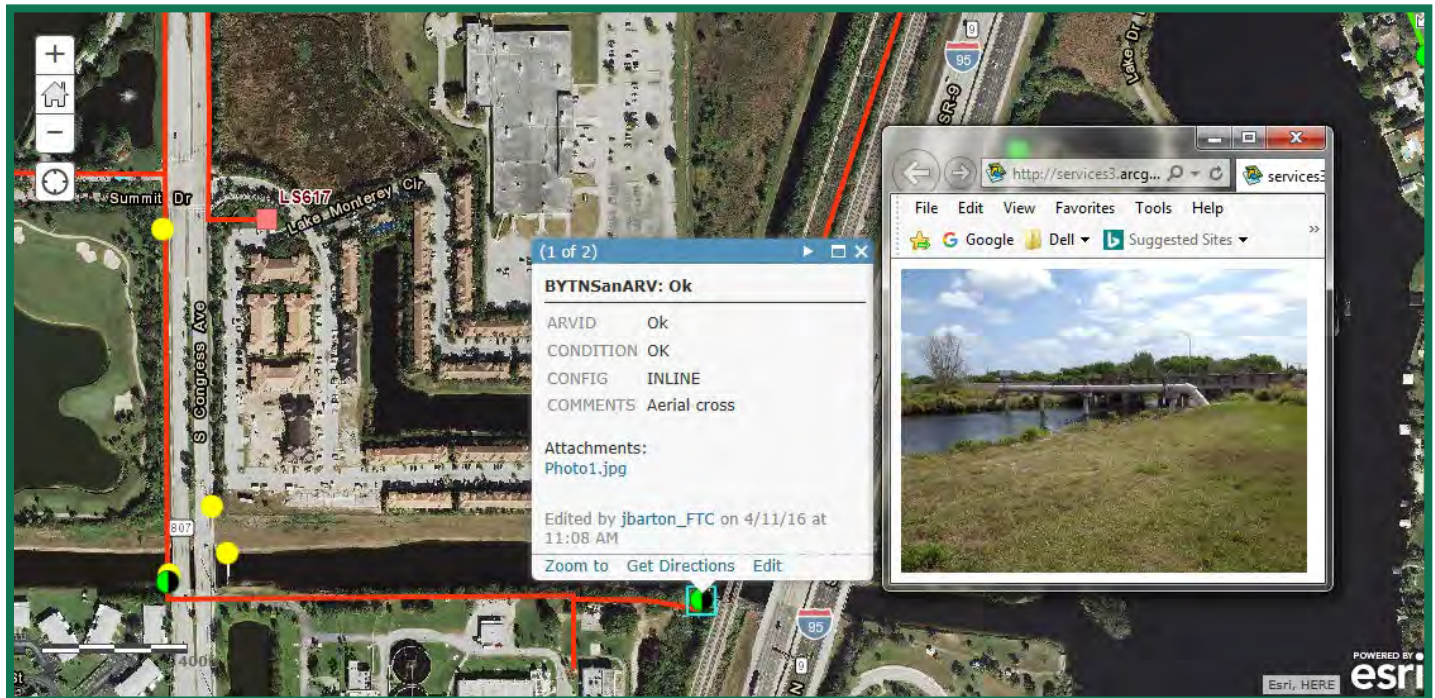 9
95
SR-9
Lake Dr
Summit Dr
LS617
Lake Monterey Cir
S Congress Ave
807
(1 of 2)
BYTNSanARV: Ok
ARVID Ok
CONDITION OK
CONFIG INLINE
COMMENTS Aerial cross
Attachments:
Photo1.jpg
Edited by jbarton_FTC on 4/11/16 at
11:08 AM
Zoom to Get Directions Edit
http://services3.arcg...
services3
File Edit View Favorites Tools Help
Google Dell Suggested Sites
95
9
N
400ft
St
Esri, HERE
POWERED BY
esri